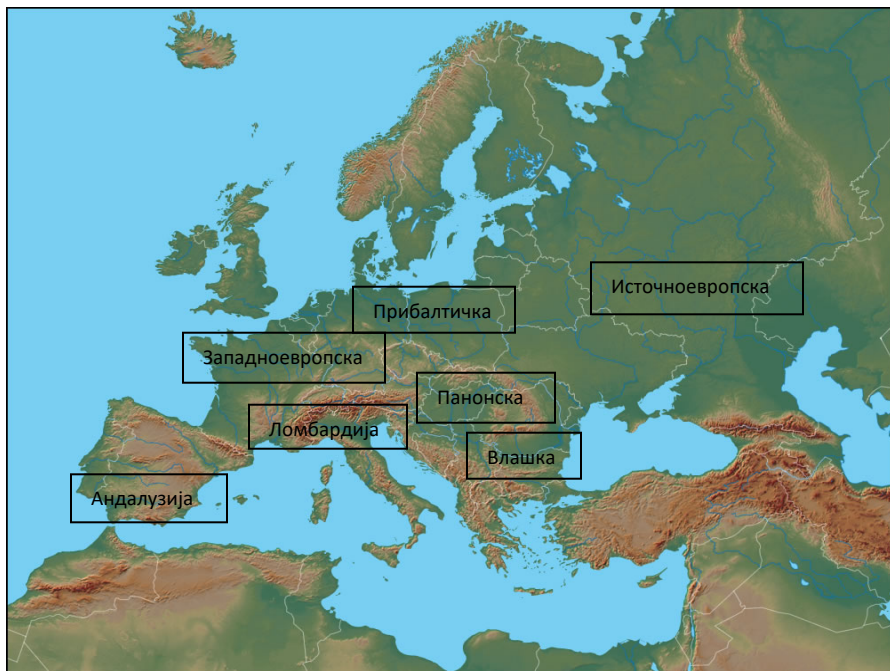 Источноевропска
Прибалтичка
Западноевропска
Панонска
Ломбардија
Влашка
Андалузија